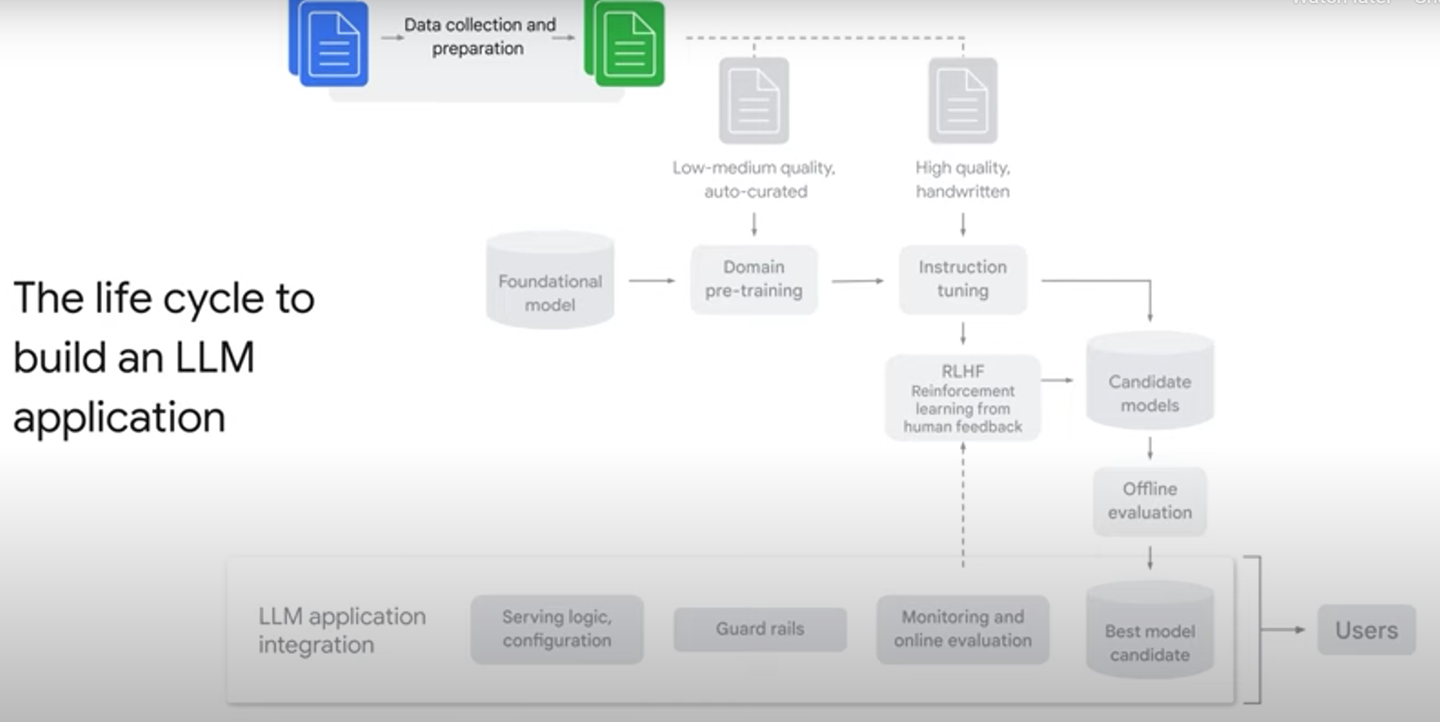 Data collection and
preparation
Low-medium quality,
auto-curated
High quality,
handwritten
Foundational
model
Domain
pre-training
Instruction
tuning
The life cycle to
build an LLM
application
RLHF
Reinforcement
learning from
human feedback
Candidate
models
Offline
evaluation
LLM application
integration
Serving logic,
configuration
Guard rails
Monitoring and
online evaluation
Best model
candidate
Users